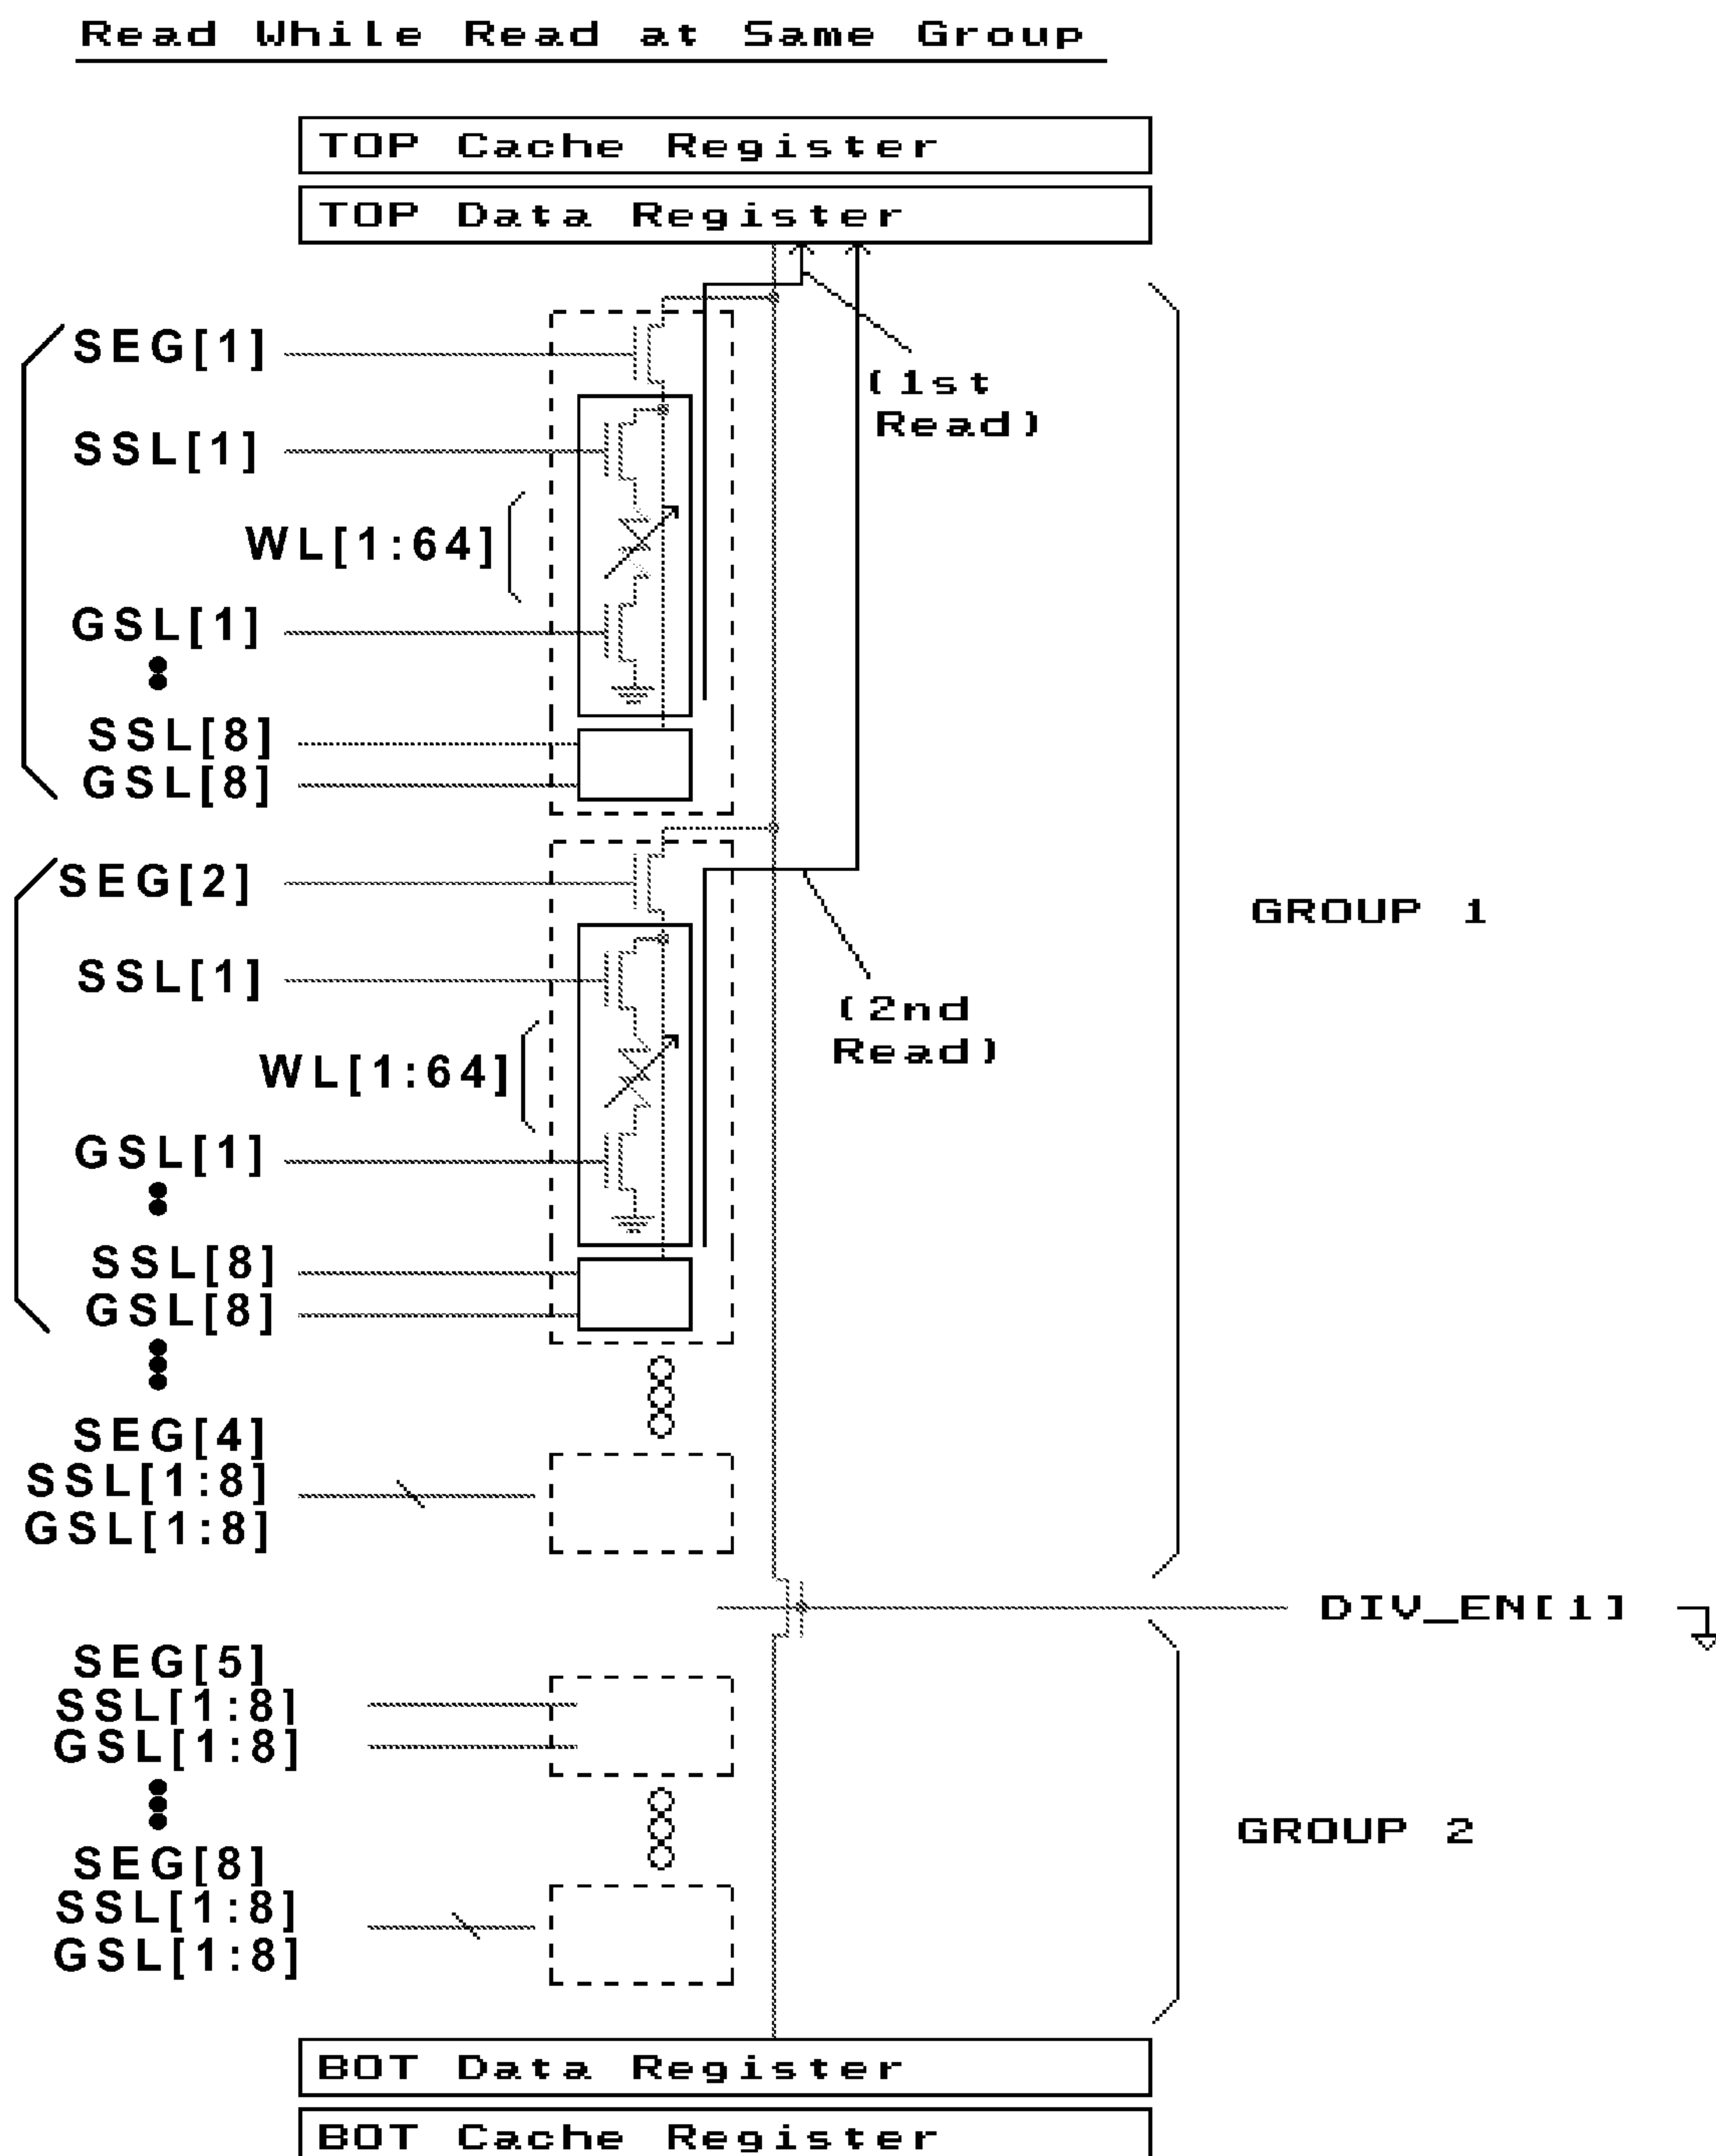 Read While Read at Same Group
TOP Cache Register
TOP Data Register
SEG[1]
(1st
Read)
SSL[1]
WL[1:64]
GSL[1]
SSL[8]
GSL[8]
SEG[2]
GROUP 1
SSL[1]
(2nd
Read)
WL[1:64]
GSL[1]
SSL[8]
GSL[8]
SEG[4]
SSL[1:8]
GSL[1:8]
DIV_EN[1]
SEG[5]
SSL[1:8]
GSL[1:8]
GROUP 2
SEG[8]
SSL[1:8]
GSL[1:8]
BOT Data Register
BOT Cache Register